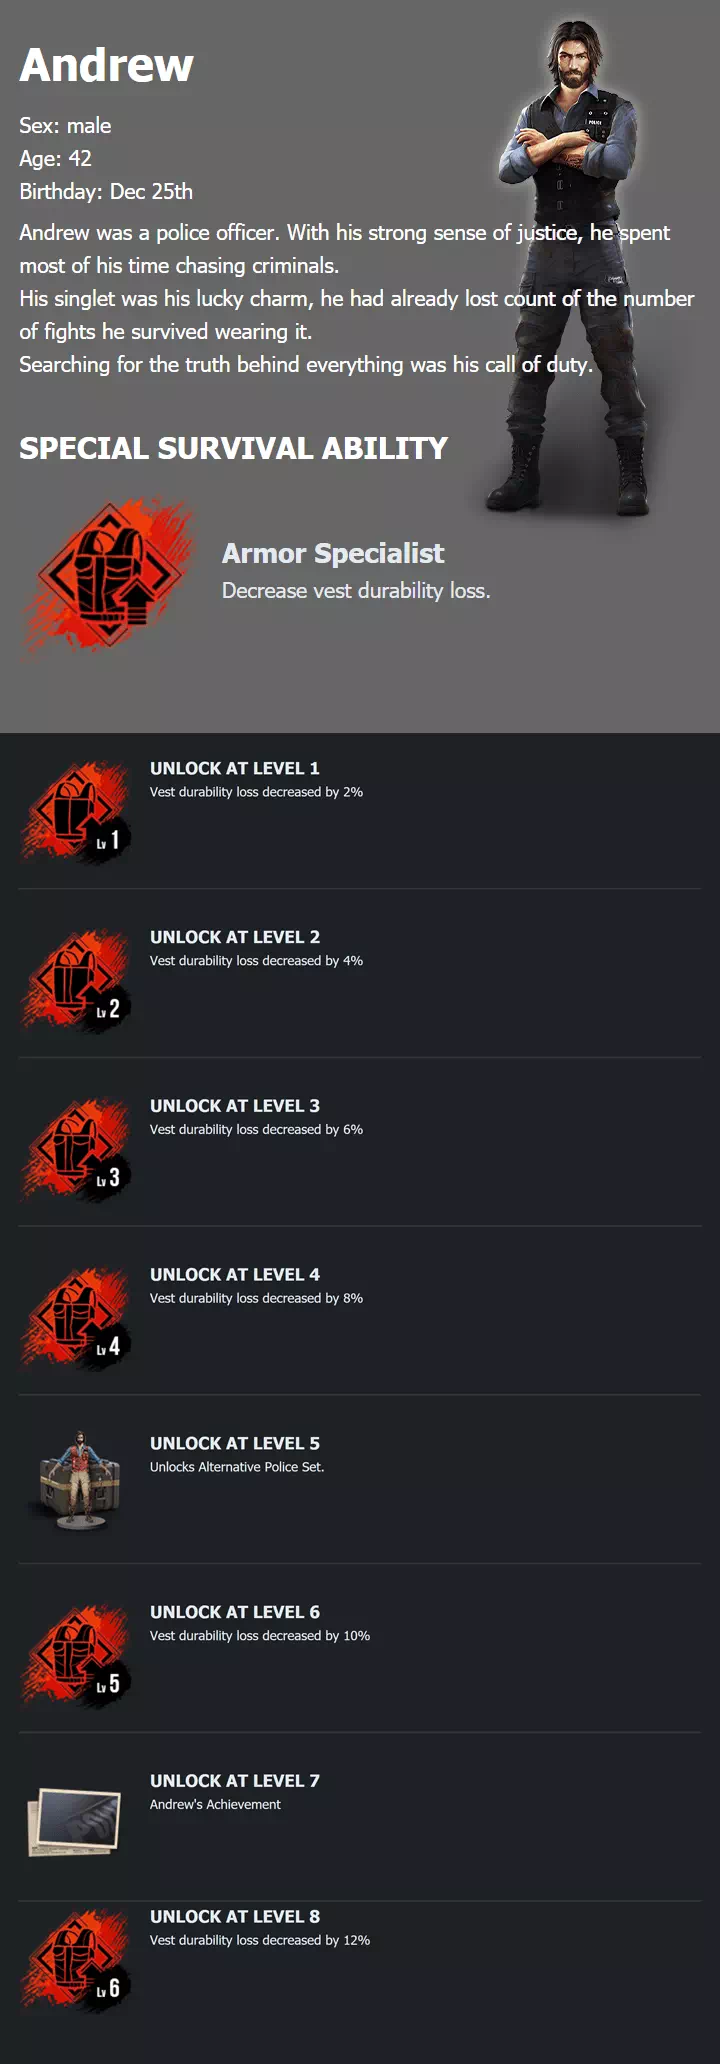 Andrew
POLICE
Sex: male
Age: 42
Birthday: Dec 25th
Andrew was a police officer. With his strong sense of justice, he spent
most of his time chasing criminals.
His singlet was his lucky charm, he had already lost count of the number
of fights he survived wearing it.
Searching for the truth behind everything was his call of duty.
SPECIAL SURVIVAL ABILITY
Armor Specialist
Decrease vest durability loss.
UNLOCK AT LEVEL 1
Vest durability loss decreased by 2%
Lv 1
UNLOCK AT LEVEL 2
Vest durability loss decreased by 4%
Lv 2
UNLOCK AT LEVEL 3
Vest durability loss decreased by 6%
Lv 3
UNLOCK AT LEVEL 4
Vest durability loss decreased by 8%
Lv 4
UNLOCK AT LEVEL 5
Unlocks Alternative Police Set.
UNLOCK AT LEVEL 6
Vest durability loss decreased by 10%
Lv 5
UNLOCK AT LEVEL 7
Andrew's Achievement
UNLOCK AT LEVEL 8
Vest durability loss decreased by 12%
Lv 6